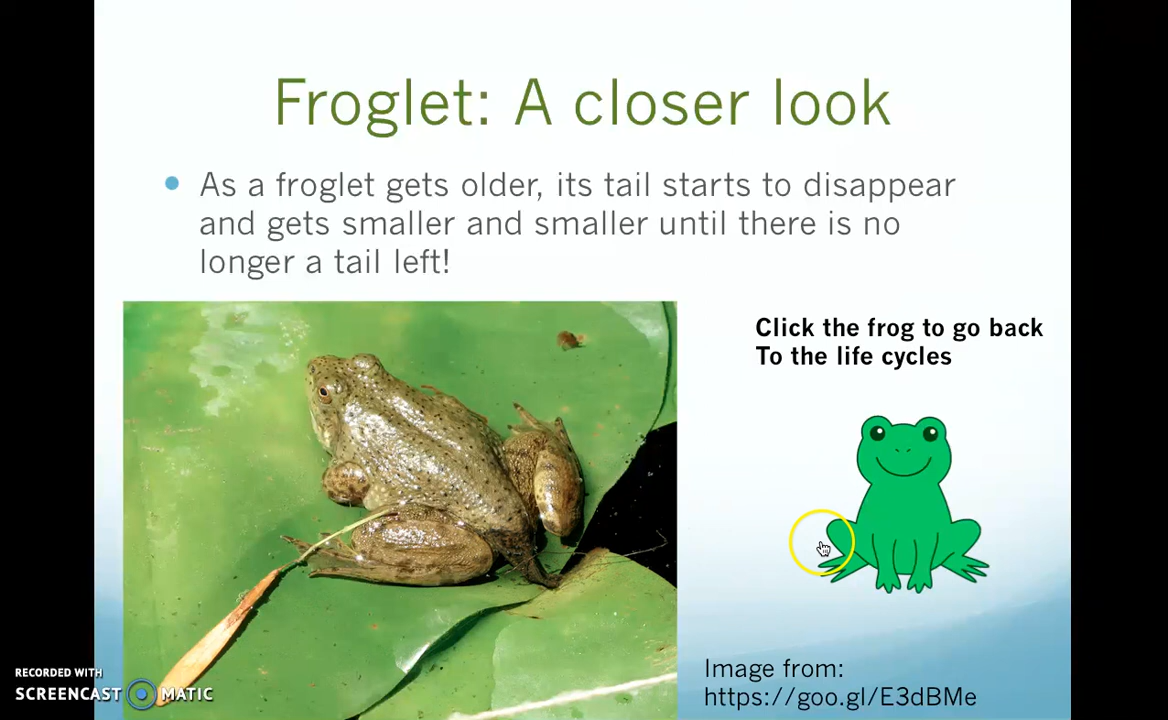 Froglet: A closer look
As a froglet gets older, its tail starts to disappear
and gets smaller and smaller until there is no
longer a tail left!
Click the frog to go back
To the life cycles
Image from:
https://goo.gl/E3dBMe
RECORDED WITH
SCREENCAST MATIC